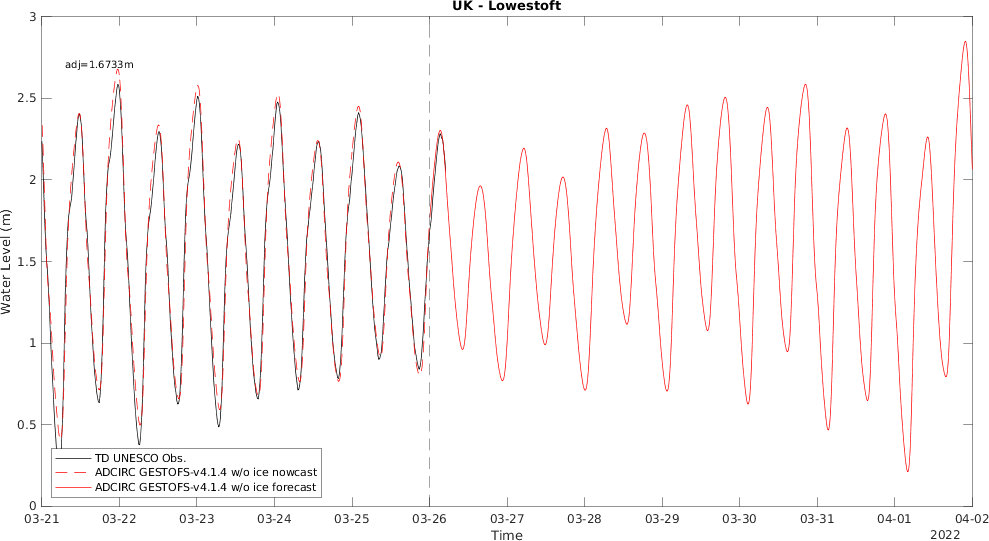 UK - Lowestoft
adj=1.6733m
Water Level (m)
3
2.5
2
1.5
1
0.5
0
TD UNESCO Obs.
ADCIRC GESTOFS-v4.1.4 w/o ice nowcast
ADCIRC GESTOFS-v4.1.4 w/o ice forecast
03-21 03-22 03-23 03-24 03-25 03-26 03-27 03-28 03-29 03-30 03-31 04-01 04-02
Time
2022